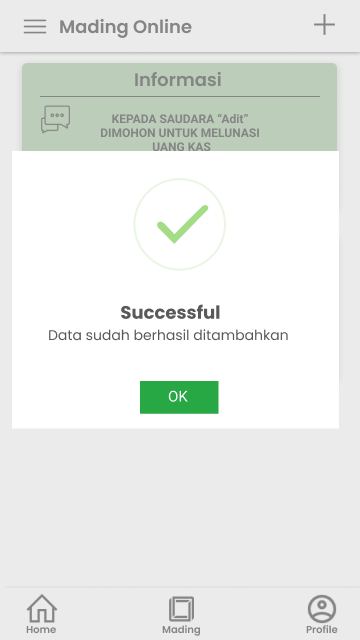 Mading Online
Informasi
KEPADA SAUDARA “Adit”
DIMOHON UNTUK MELUNASI
UANG KAS
Successful
Data sudah berhasil ditambahkan
OK
Home
Mading
Profile